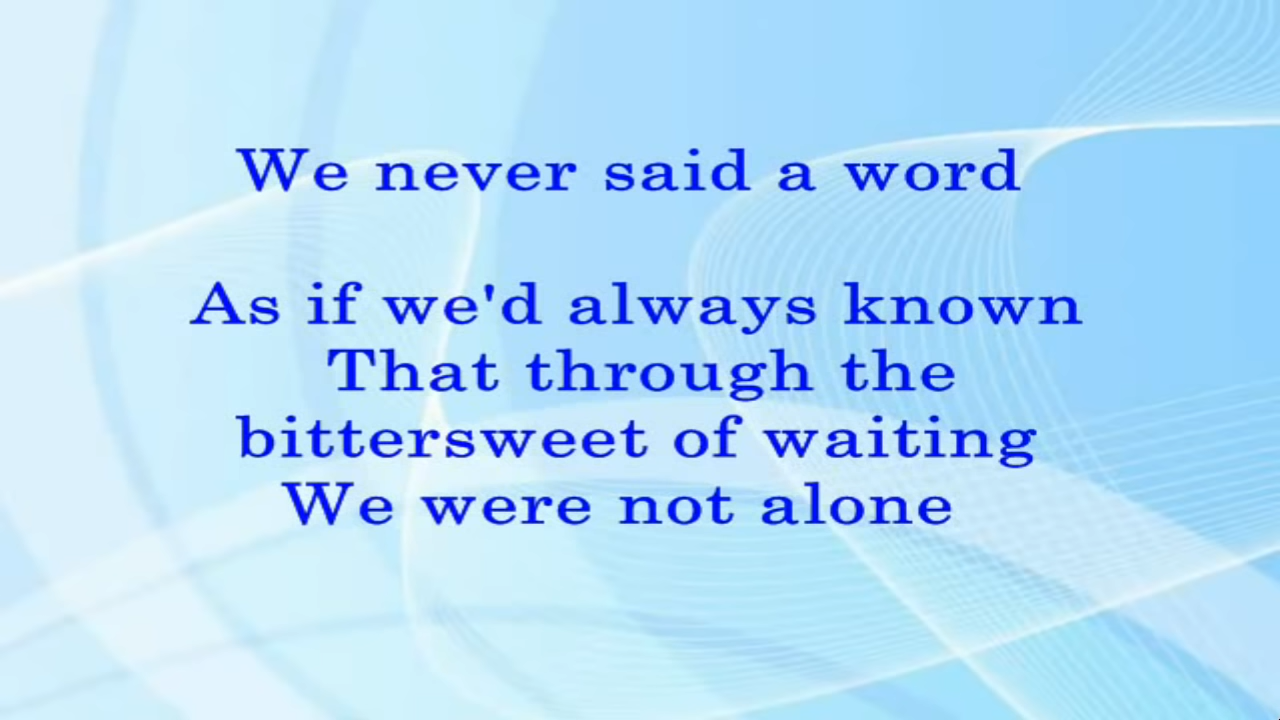 We never said a word
As if we'd always known
That through the
bittersweet of waiting
We were not alone